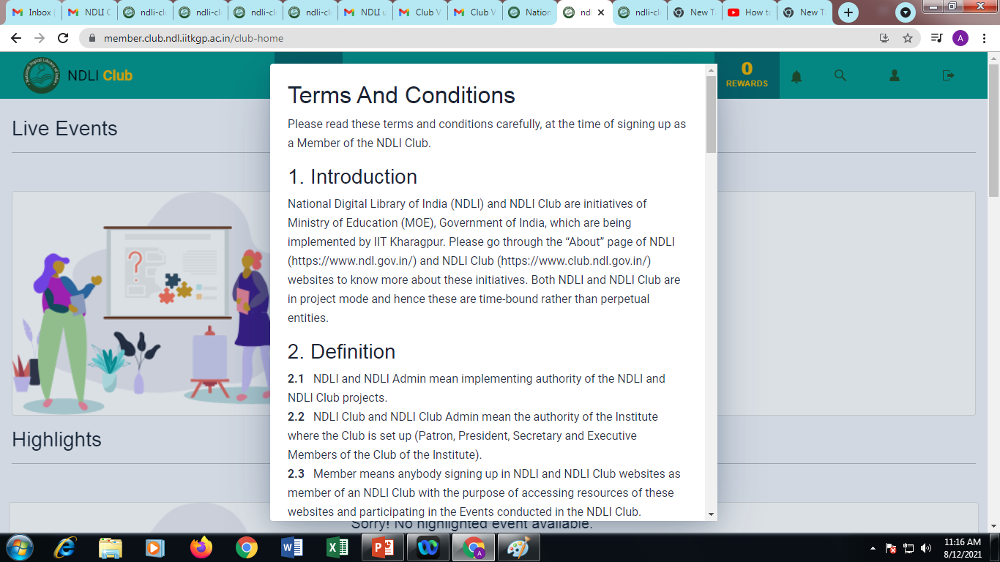 Inbox (
NDLI C
ndli-cl
ndli-cl
ndli-cl
ndli-cl
NDLI u
Club V
Club V
Nation
ndl
ndli-cl
New T
How to
New T
member.club.ndl.iitkgp.ac.in/club-home
A
NDLI Club
0
REWARDS
Live Events
Terms And Conditions
Please read these terms and conditions carefully, at the time of signing up as
a Member of the NDLI Club.
1. Introduction
National Digital Library of India (NDLI) and NDLI Club are initiatives of
Ministry of Education (MOE), Government of India, which are being
implemented by IIT Kharagpur. Please go through the “About” page of NDLI
(https://www.ndl.gov.in/) and NDLI Club (https://www.club.ndl.gov.in/)
websites to know more about these initiatives. Both NDLI and NDLI Club are
in project mode and hence these are time-bound rather than perpetual
entities.
2. Definition
2.1 NDLI and NDLI Admin mean implementing authority of the NDLI and
NDLI Club projects.
2.2 NDLI Club and NDLI Club Admin mean the authority of the Institute
where the Club is set up (Patron, President, Secretary and Executive
Members of the Club of the Institute).
2.3 Member means anybody signing up in NDLI and NDLI Club websites as
member of an NDLI Club with the purpose of accessing resources of these
websites and participating in the Events conducted in the NDLI Club.
Highlights
Sorry! No highlighted event available.
11:16 AM
8/12/2021